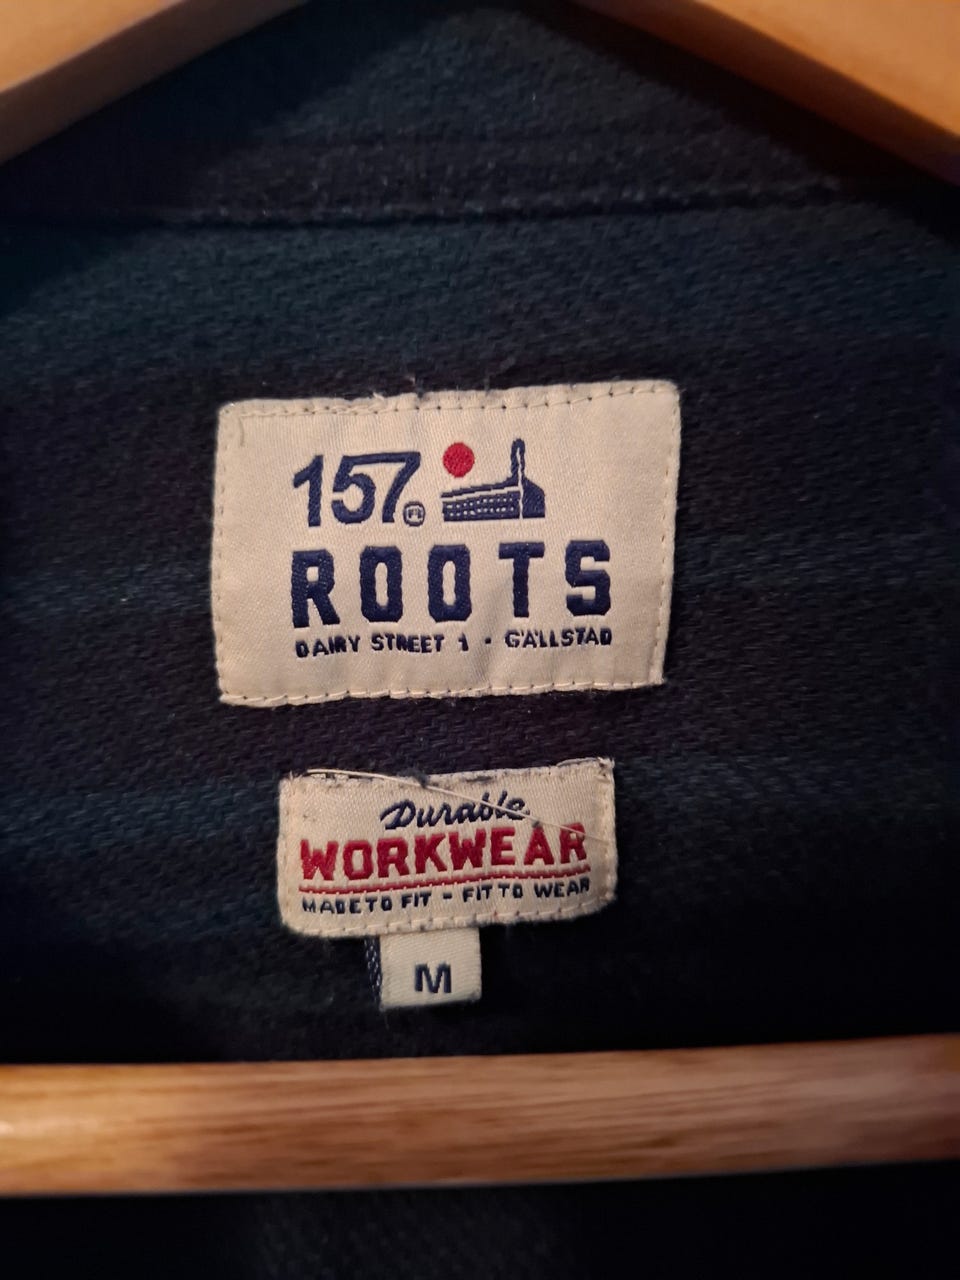 157
ROOTS
DAIRY STREET 1 - GÄLLSTAD
Durable
WORKWEAR
MADE TO FIT - FIT TO WEAR
M